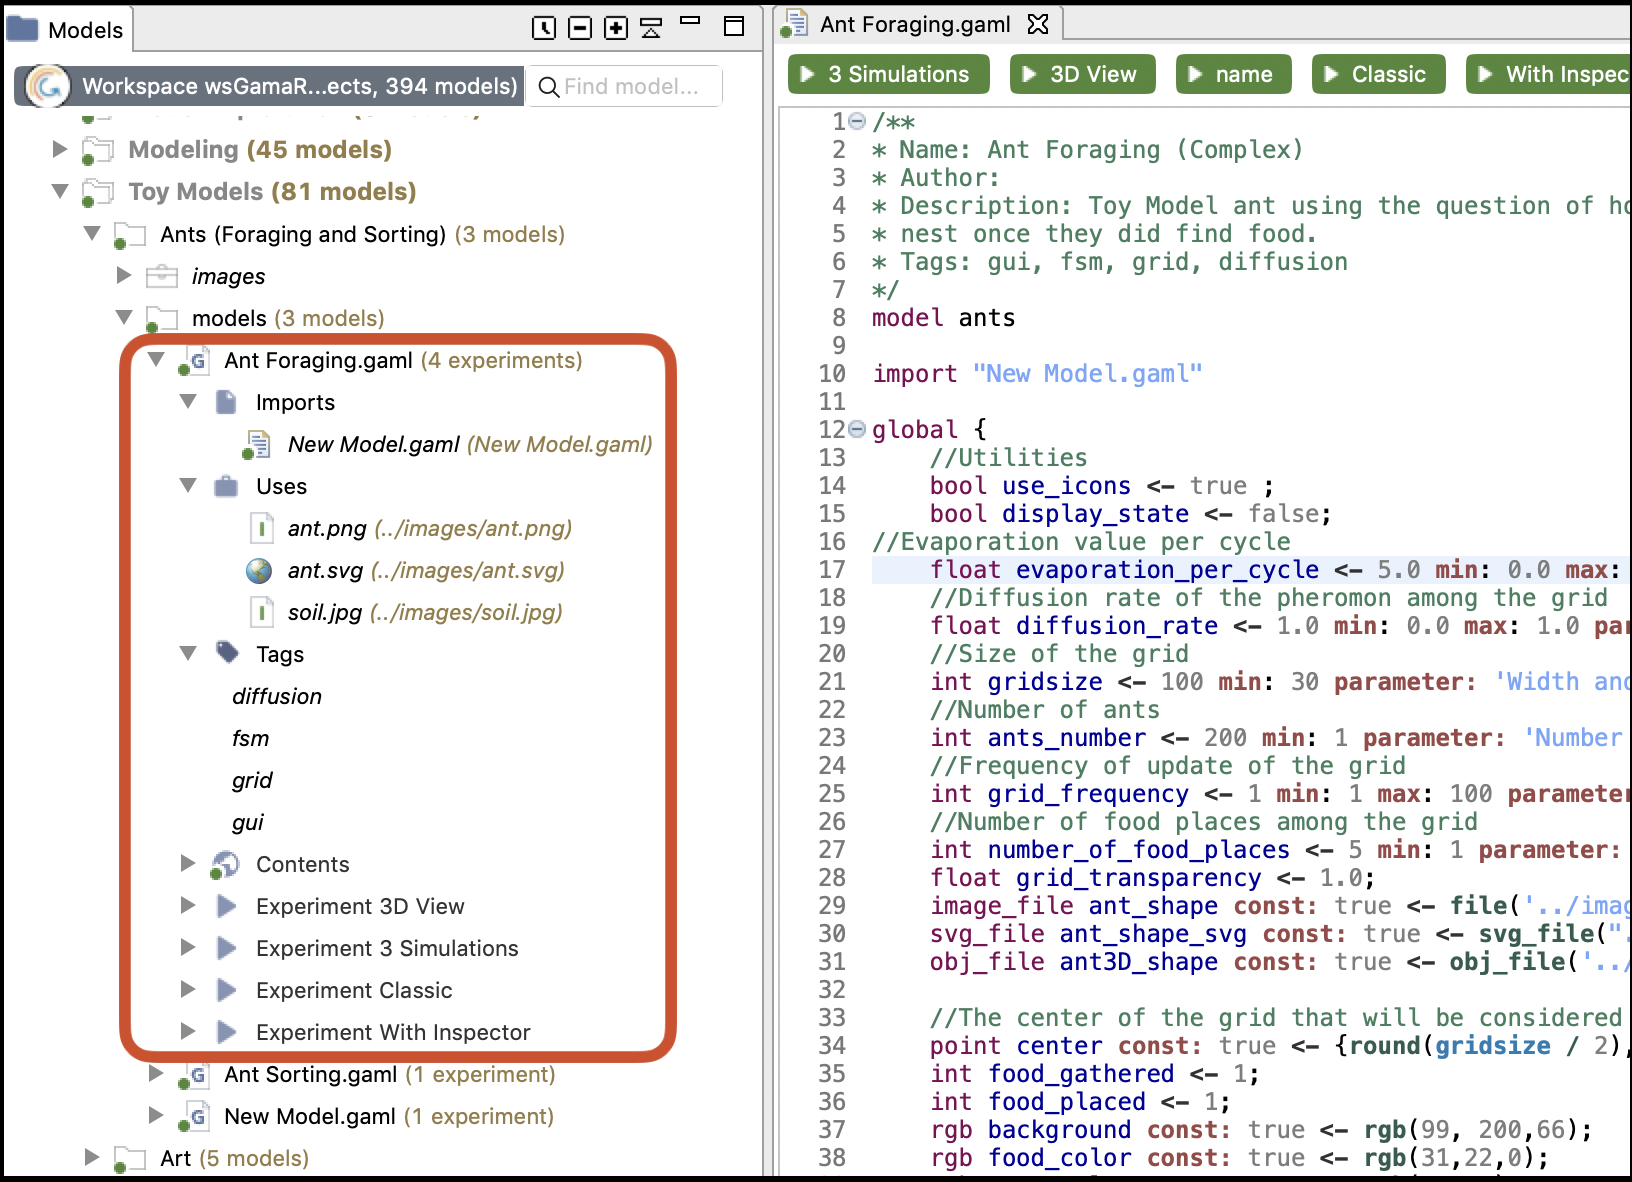 Models
Workspace wsGamaR...ects, 394 models)
Find model...
Modeling (45 models)
Toy Models (81 models)
Ants (Foraging and Sorting) (3 models)
images
models (3 models)
Ant Foraging.gaml (4 experiments)
Imports
New Model.gaml (New Model.gaml)
Uses
ant.png (../images/ant.png)
ant.svg (../images/ant.svg)
soil.jpg (../images/soil.jpg)
Tags
diffusion
fsm
grid
gui
Contents
Experiment 3D View
Experiment 3 Simulations
Experiment Classic
Experiment With Inspector
Ant Sorting.gaml (1 experiment)
New Model.gaml (1 experiment)
Art (5 models)
Ant Foraging.gaml
3 Simulations 3D View name Classic With Inspec
1 /**
2 * Name: Ant Foraging (Complex)
3 * Author:
4 * Description: Toy Model ant using the question of ho
5 * nest once they did find food.
6 * Tags: gui, fsm, grid, diffusion
7 */
8 model ants
9
10 import "New Model.gaml"
11
12 global {
13 //Utilities
14 bool use_icons <- true ;
15 bool display_state <- false;
16 //Evaporation value per cycle
17 float evaporation_per_cycle <- 5.0 min: 0.0 max:
18 //Diffusion rate of the pheromon among the grid
19 float diffusion_rate <- 1.0 min: 0.0 max: 1.0 par
20 //Size of the grid
21 int gridsize <- 100 min: 30 parameter: 'Width and
22 //Number of ants
23 int ants_number <- 200 min: 1 parameter: 'Number
24 //Frequency of update of the grid
25 int grid_frequency <- 1 min: 1 max: 100 parameter
26 //Number of food places among the grid
27 int number_of_food_places <- 5 min: 1 parameter:
28 float grid_transparency <- 1.0;
29 image_file ant_shape const: true <- file('../imag
30 svg_file ant_shape_svg const: true <- svg_file(".
31 obj_file ant3D_shape const: true <- obj_file('../
32
33 //The center of the grid that will be considered
34 point center const: true <- {round(gridsize / 2),
35 int food_gathered <- 1;
36 int food_placed <- 1;
37 rgb background const: true <- rgb(99, 200,66);
38 rgb food_color const: true <- rgb(31,22,0);